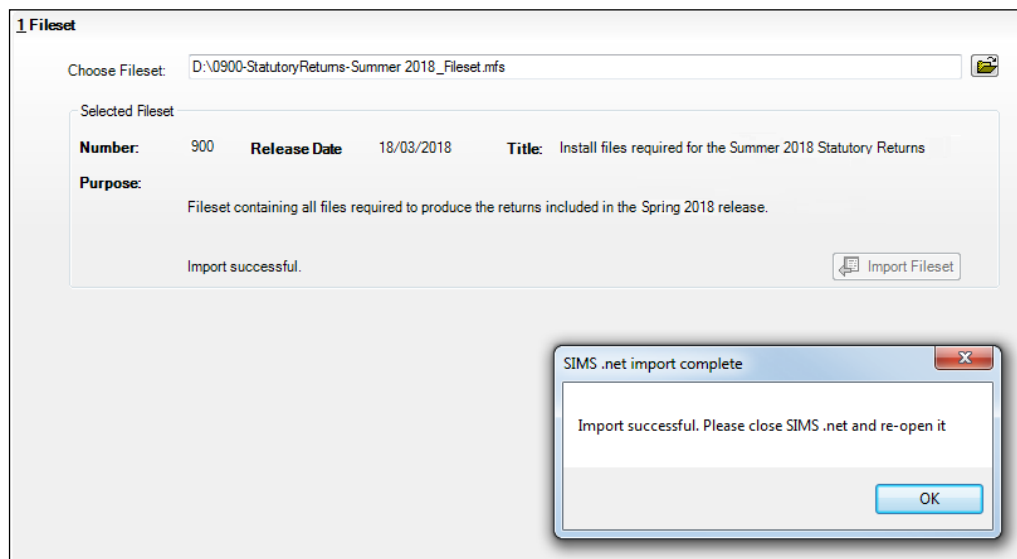 1 Fileset
Choose Fileset: D:\0900-StatutoryReturns-Summer 2018_Fileset.mfs
Selected Fileset
Number: 900 Release Date 18/03/2018 Title: Install files required for the Summer 2018 Statutory Returns
Purpose:
Fileset containing all files required to produce the returns included in the Spring 2018 release.
Import successful. Import Fileset
SIMS .net import complete
Import successful. Please close SIMS .net and re-open it
OK